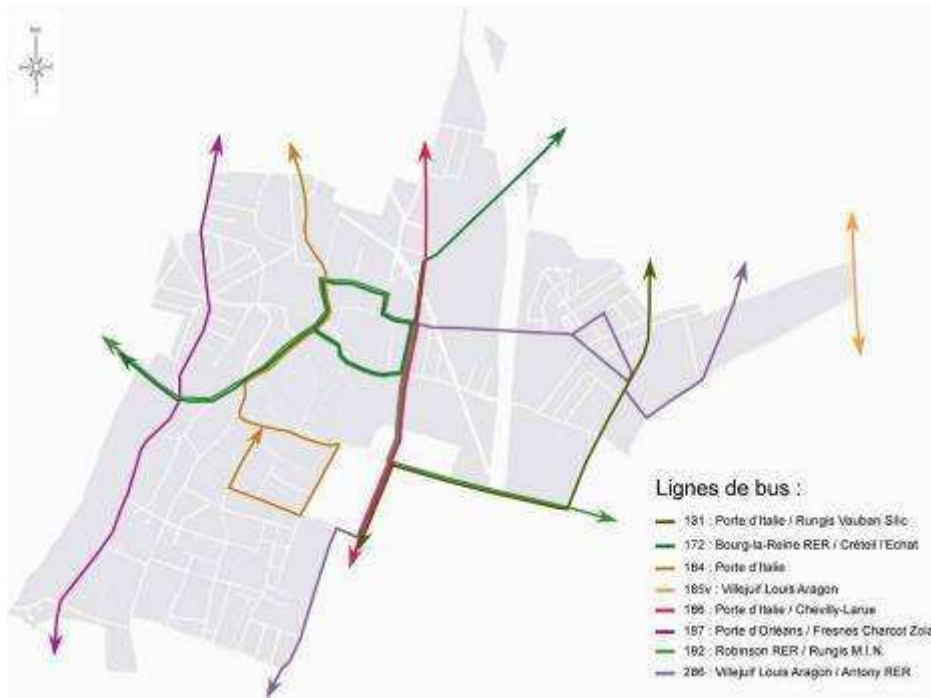 Lignes de bus :
131 : Porte d'Italie / Rungis Vauban Silic
172 : Bourg-la-Reine RER / Créteil l'Echat
184 : Porte d'Italie
185v : Villejuif Louis Aragon
186 : Porte d'Italie / Chevilly-Larue
187 : Porte d'Orléans / Fresnes Charcot Zola
192 : Robinson RER / Rungis M.I.N.
286 : Villejuif Louis Aragon / Antony RER